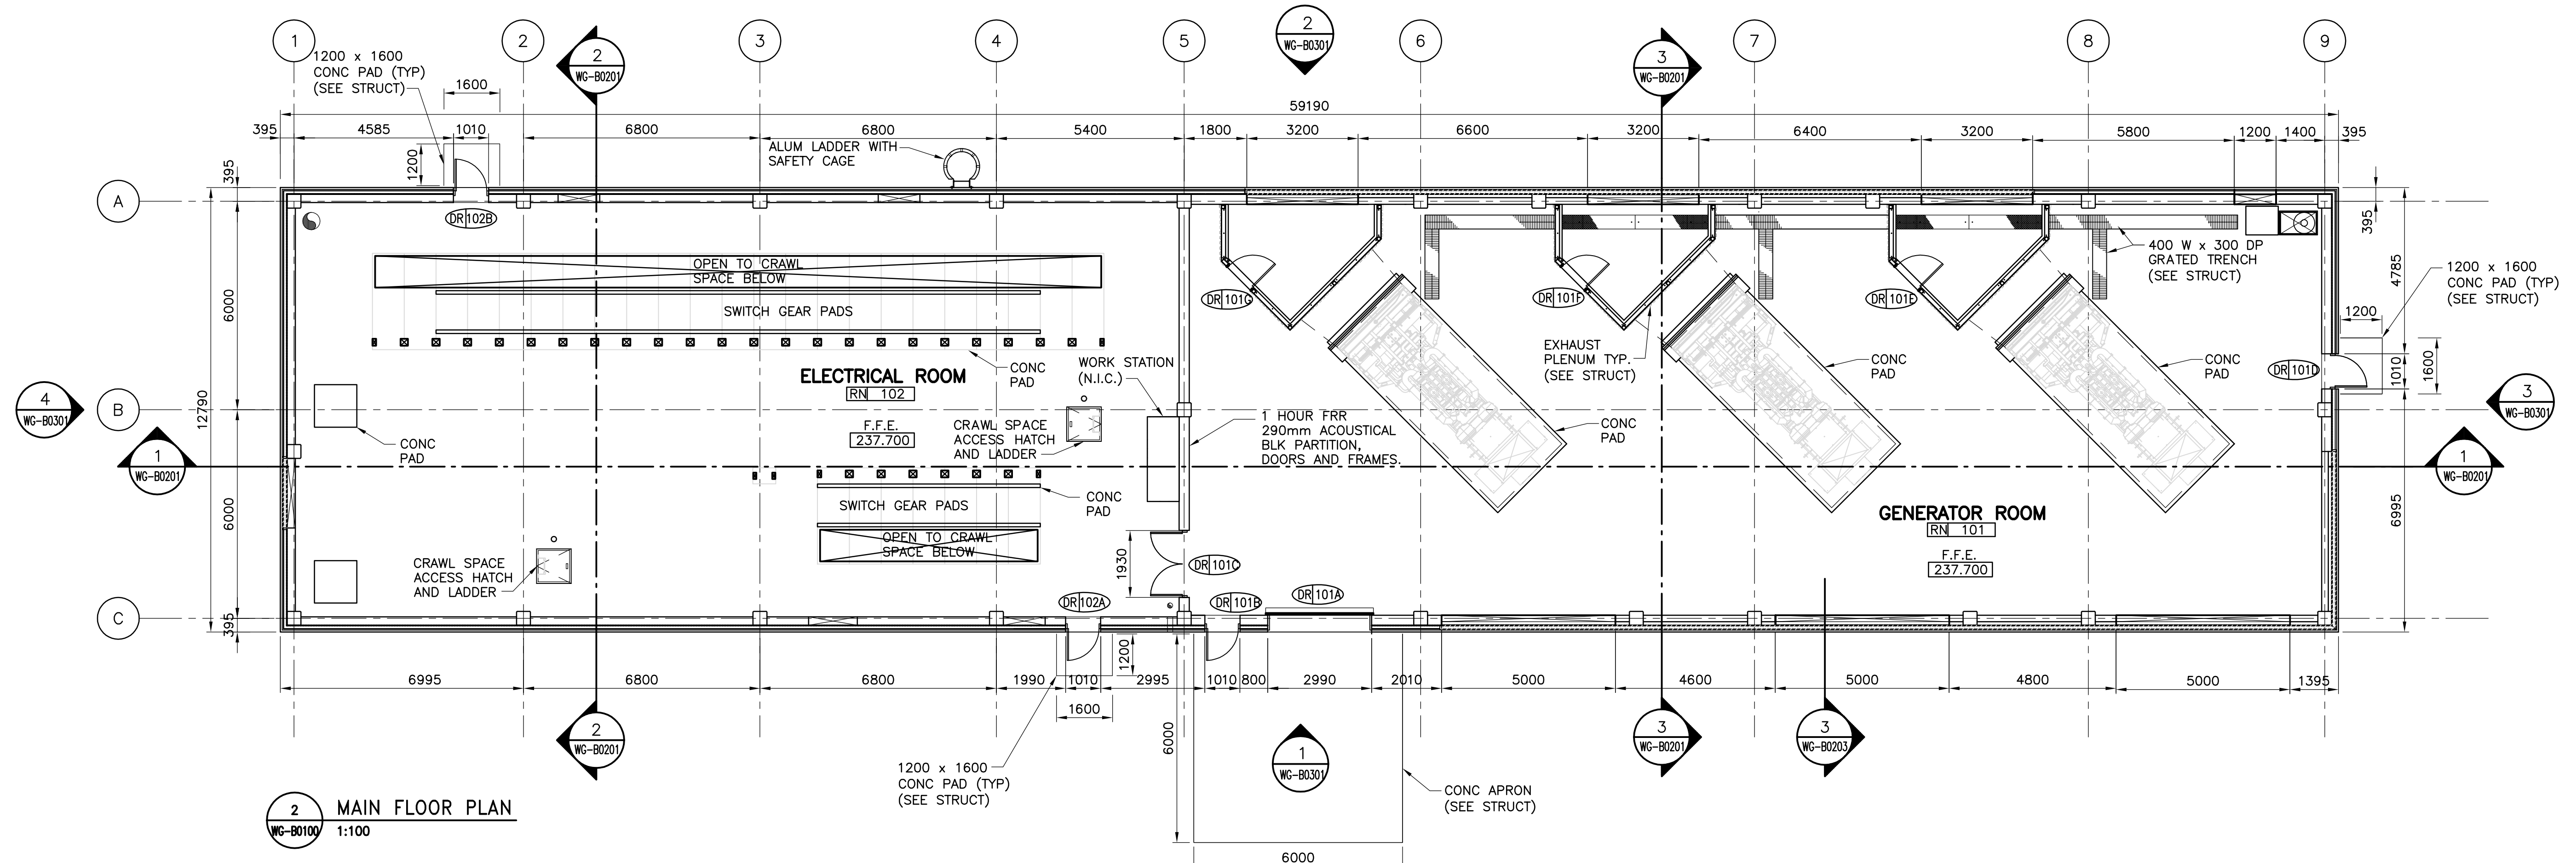 1
2
3
4
5
6
7
8
9
2
WG-B0301
2
WG-B0201
3
WG-B0201
1200 x 1600
CONC PAD (TYP)
(SEE STRUCT)
1600
59190
395
4585
1010
6800
6800
5400
1800
3200
6600
3200
6400
3200
5800
1200
1400
395
ALUM LADDER WITH
SAFETY CAGE
1200
395
A
DR 102B
395
4785
400 W x 300 DP
GRATED TRENCH
(SEE STRUCT)
1200 x 1600
CONC PAD (TYP)
(SEE STRUCT)
OPEN TO CRAWL
SPACE BELOW
SWITCH GEAR PADS
DR 101G
DR 101F
DR 101E
1200
6000
EXHAUST
PLENUM TYP.
(SEE STRUCT)
CONC
PAD
CONC
PAD
CONC
PAD
WORK STATION
(N.I.C.)
DR 101D
1010
1600
ELECTRICAL ROOM
RN 102
4
WG-B0301
12790
B
3
WG-B0301
F.F.E.
237.700
CRAWL SPACE
ACCESS HATCH
AND LADDER
1 HOUR FRR
290mm ACOUSTICAL
BLK PARTITION,
DOORS AND FRAMES.
CONC
PAD
CONC
PAD
1
WG-B0201
1
WG-B0201
6000
SWITCH GEAR PADS
CONC
PAD
GENERATOR ROOM
RN 101
6995
OPEN TO CRAWL
SPACE BELOW
F.F.E.
237.700
CRAWL SPACE
ACCESS HATCH
AND LADDER
1930
DR 101C
DR 102A
DR 101B
DR 101A
C
395
1200
6995
6800
6800
1990
1010
2995
1010
800
2990
2010
5000
4600
5000
4800
5000
1395
1600
6000
2
WG-B0201
1
WG-B0301
3
WG-B0201
3
WG-B0203
1200 x 1600
CONC PAD (TYP)
(SEE STRUCT)
CONC APRON
(SEE STRUCT)
2
WG-B0100
MAIN FLOOR PLAN
1:100
6000